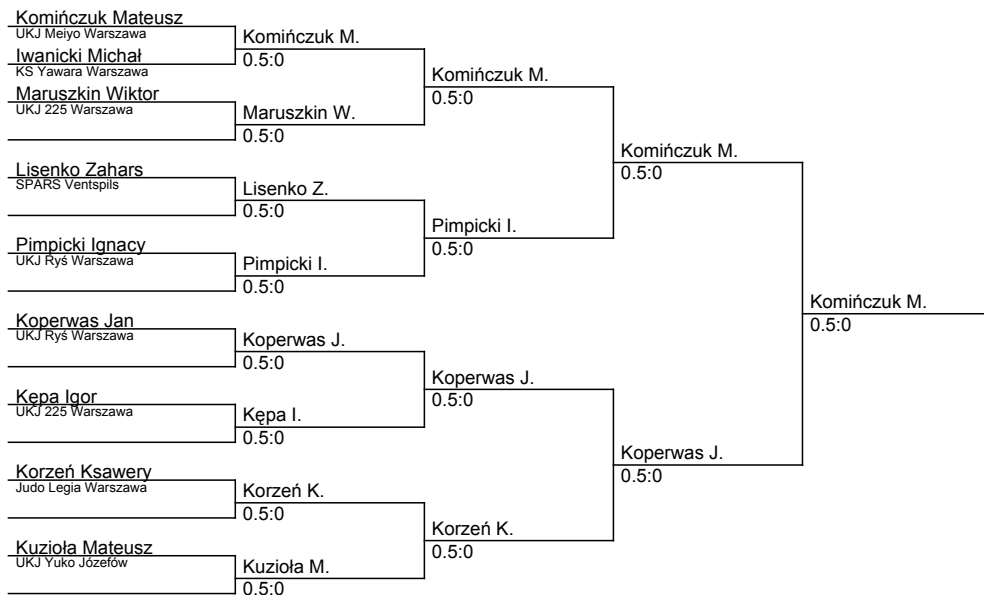 Komińczuk Mateusz
UKJ Meiyo Warszawa
Iwanicki Michał
KS Yawara Warszawa
Maruszkin Wiktor
UKJ 225 Warszawa
Lisenko Zahars
SPARS Ventspils
Pimpicki Ignacy
UKJ Ryś Warszawa
Koperwas Jan
UKJ Ryś Warszawa
Kępa Igor
UKJ 225 Warszawa
Korzeń Ksawery
Judo Legia Warszawa
Kuzioła Mateusz
UKJ Yuko Józefów
Komińczuk M.
0.5:0
Maruszkin W.
0.5:0
Lisenko Z.
0.5:0
Pimpicki I.
0.5:0
Koperwas J.
0.5:0
Kępa I.
0.5:0
Korzeń K.
0.5:0
Kuzioła M.
0.5:0
Komińczuk M.
0.5:0
Pimpicki I.
0.5:0
Koperwas J.
0.5:0
Korzeń K.
0.5:0
Komińczuk M.
0.5:0
Koperwas J.
0.5:0
Komińczuk M.
0.5:0